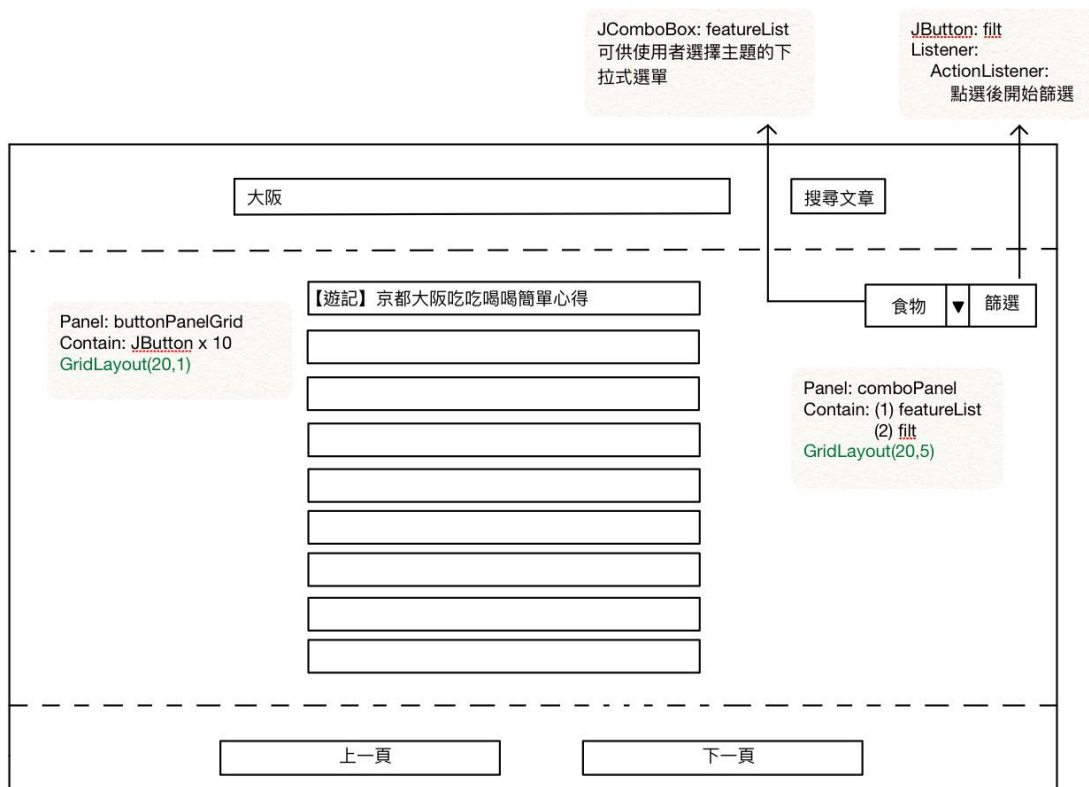 JComboBox: featureList
可供使用者選擇主題的下
拉式選單
JButton: filt
Listener:
ActionListener:
點選後開始篩選
大阪
搜尋文章
【遊記】京都大阪吃吃喝喝簡單心得
食物
▼
篩選
Panel: buttonPanelGrid
Contain: JButton x 10
GridLayout(20,1)
Panel: comboPanel
Contain: (1) featureList
(2) filt
GridLayout(20,5)
上一頁
下一頁